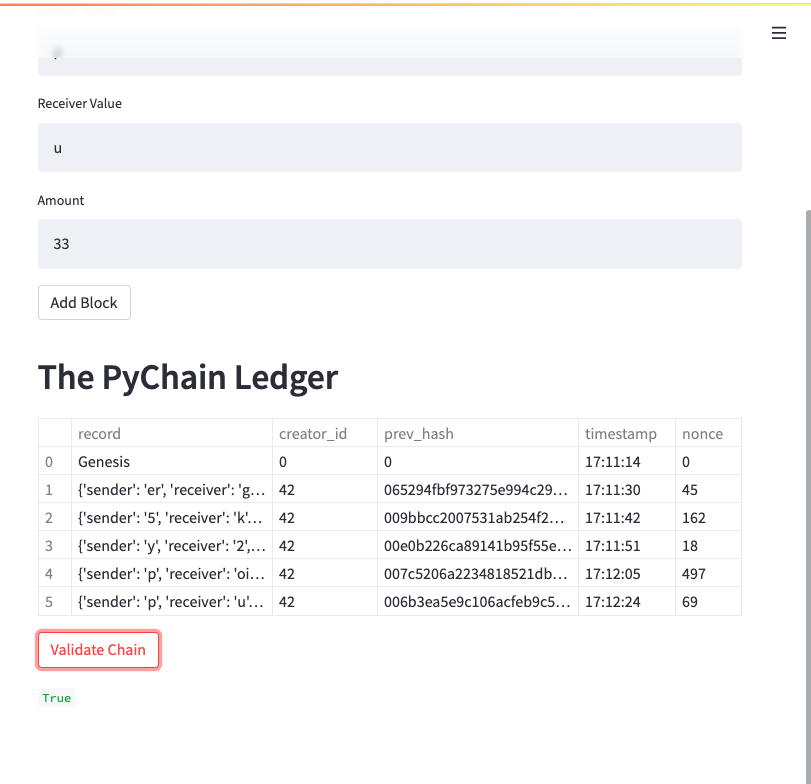 Receiver Value
u
Amount
33
Add Block
The PyChain Ledger
record creator_id prev_hash timestamp nonce
0 Genesis 0 0 17:11:14 0
1 {'sender': 'er', 'receiver': 'g... 42 065294fbf973275e994c29... 17:11:30 45
2 {'sender': '5', 'receiver': 'k'... 42 009bbcc2007531ab254f2... 17:11:42 162
3 {'sender': 'y', 'receiver': '2',... 42 00e0b226ca89141b95f55e... 17:11:51 18
4 {'sender': 'p', 'receiver': 'oi... 42 007c5206a2234818521db... 17:12:05 497
5 {'sender': 'p', 'receiver': 'u'... 42 006b3ea5e9c106acfeb9c5... 17:12:24 69
Validate Chain
True